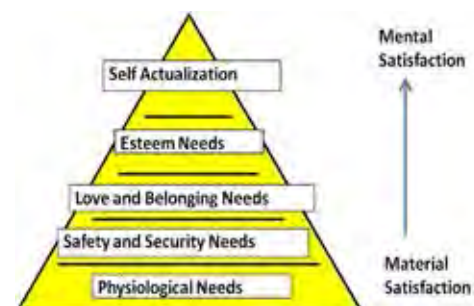 Mental
Satisfaction
Self Actualization
Esteem Needs
Love and Belonging Needs
Safety and Security Needs
Material
Satisfaction
Physiological Needs